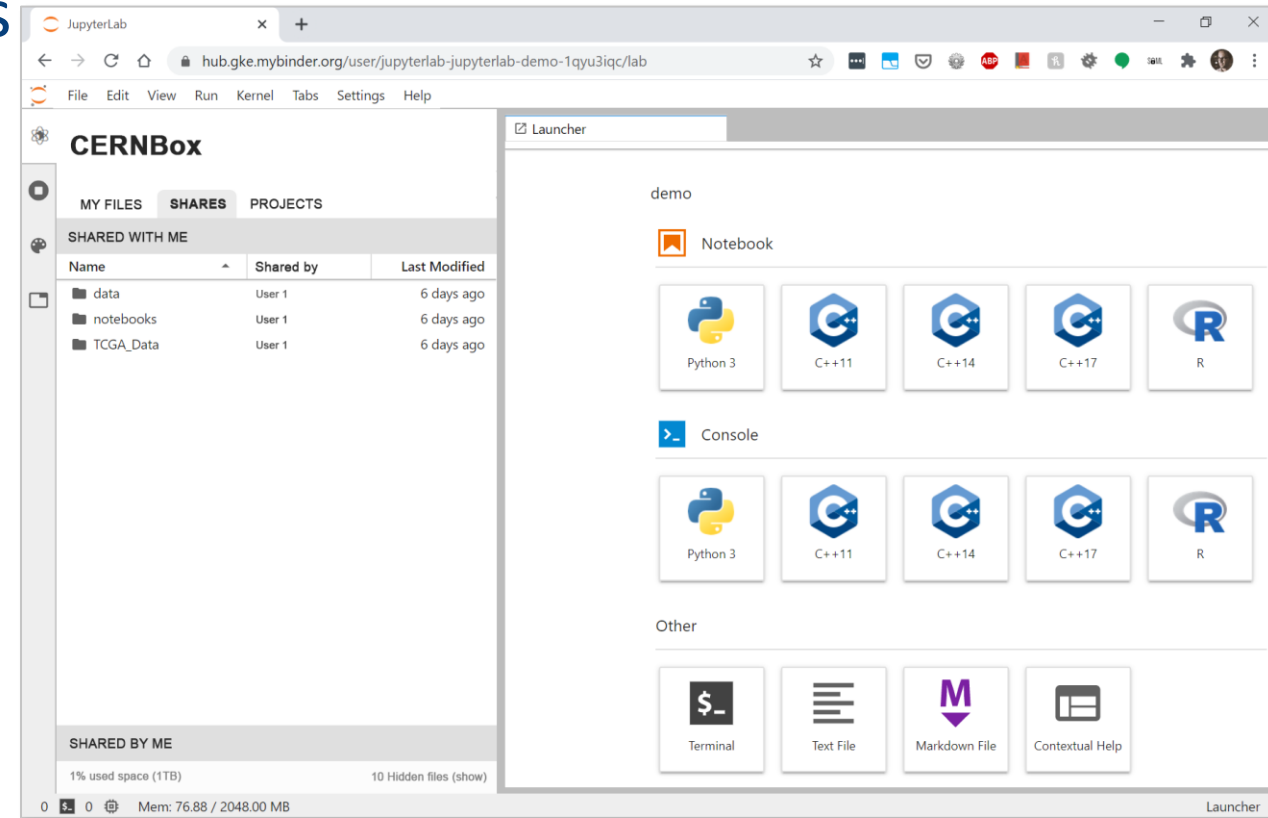 S
JupyterLab
hub.gke.mybinder.org/user/jupyterlab-jupyterlab-demo-1qyu3iqc/lab
ABP
File Edit View Run Kernel Tabs Settings Help
CERNBox
MY FILES SHARES PROJECTS
SHARED WITH ME
Name Shared by Last Modified
data User 1 6 days ago
notebooks User 1 6 days ago
TCGA_Data User 1 6 days ago
SHARED BY ME
1% used space (1TB) 10 Hidden files (show)
Launcher
demo
Notebook
Python 3 C++11 C++14 C++17 R
Console
Python 3 C++11 C++14 C++17 R
Other
$_ M
Terminal Text File Markdown File Contextual Help
0 $_ 0 Mem: 76.88 / 2048.00 MB Launcher